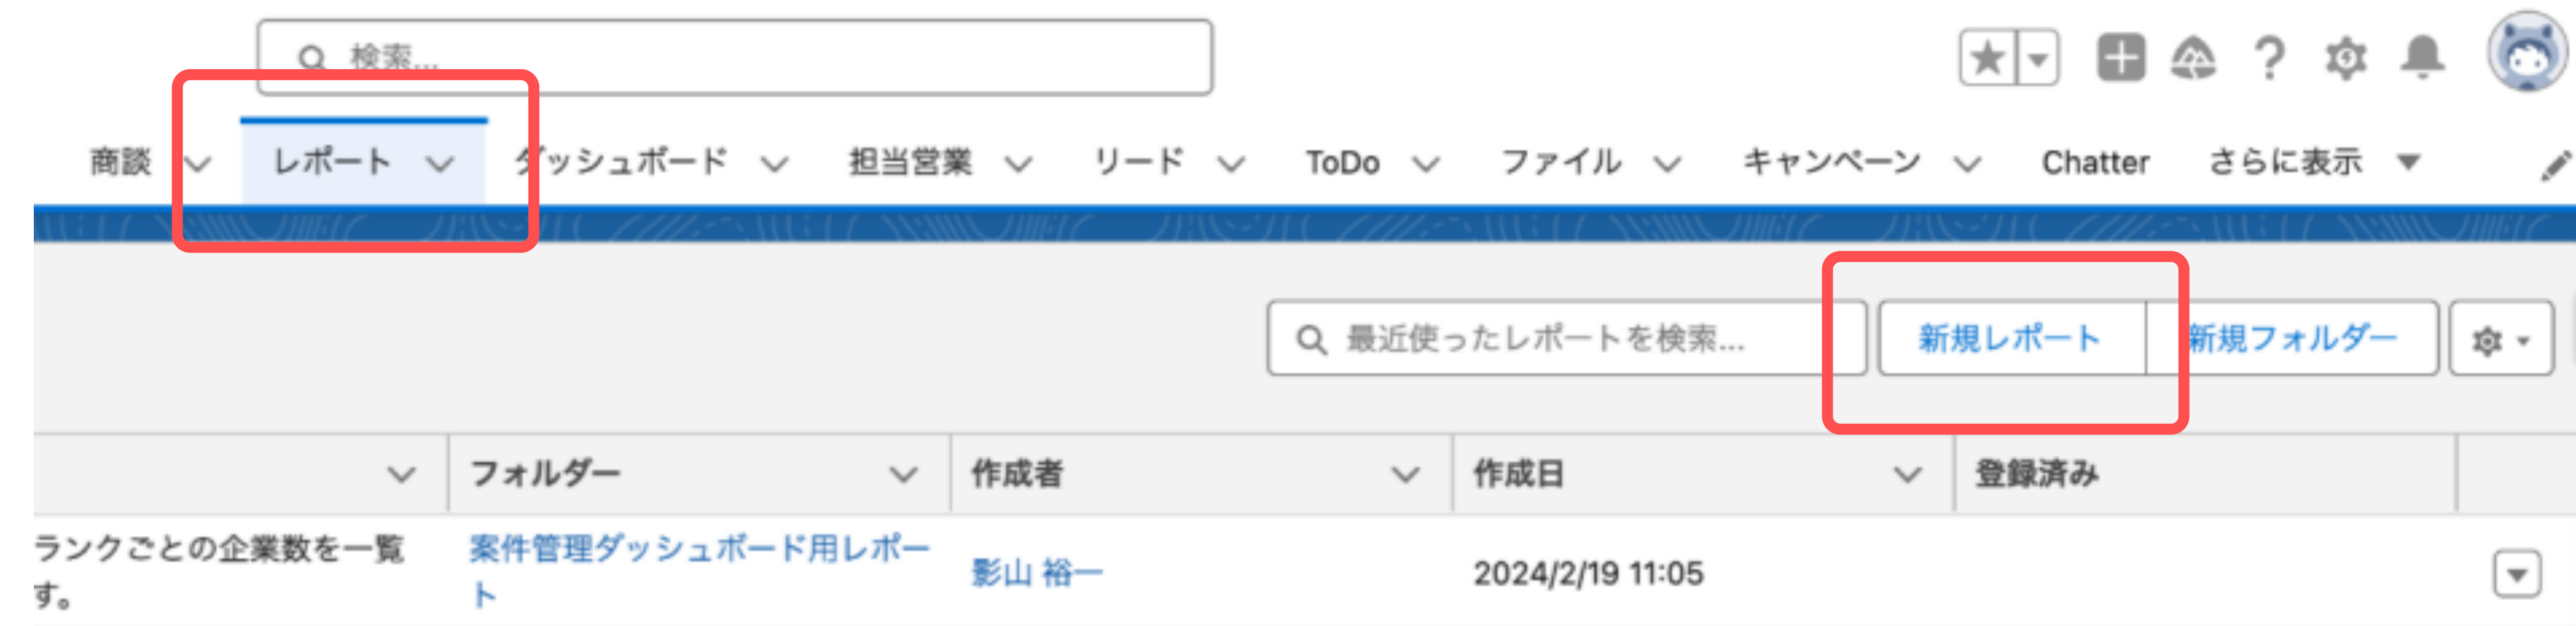 検索...
商談 レポート ダッシュボード 担当営業 リード ToDo ファイル キャンペーン Chatter さらに表示
最近使ったレポートを検索... 新規レポート 新規フォルダー
フォルダー 作成者 作成日 登録済み
ランクごとの企業数を一覧 案件管理ダッシュボード用レポー
影山 裕一 2024/2/19 11:05
す。 ト